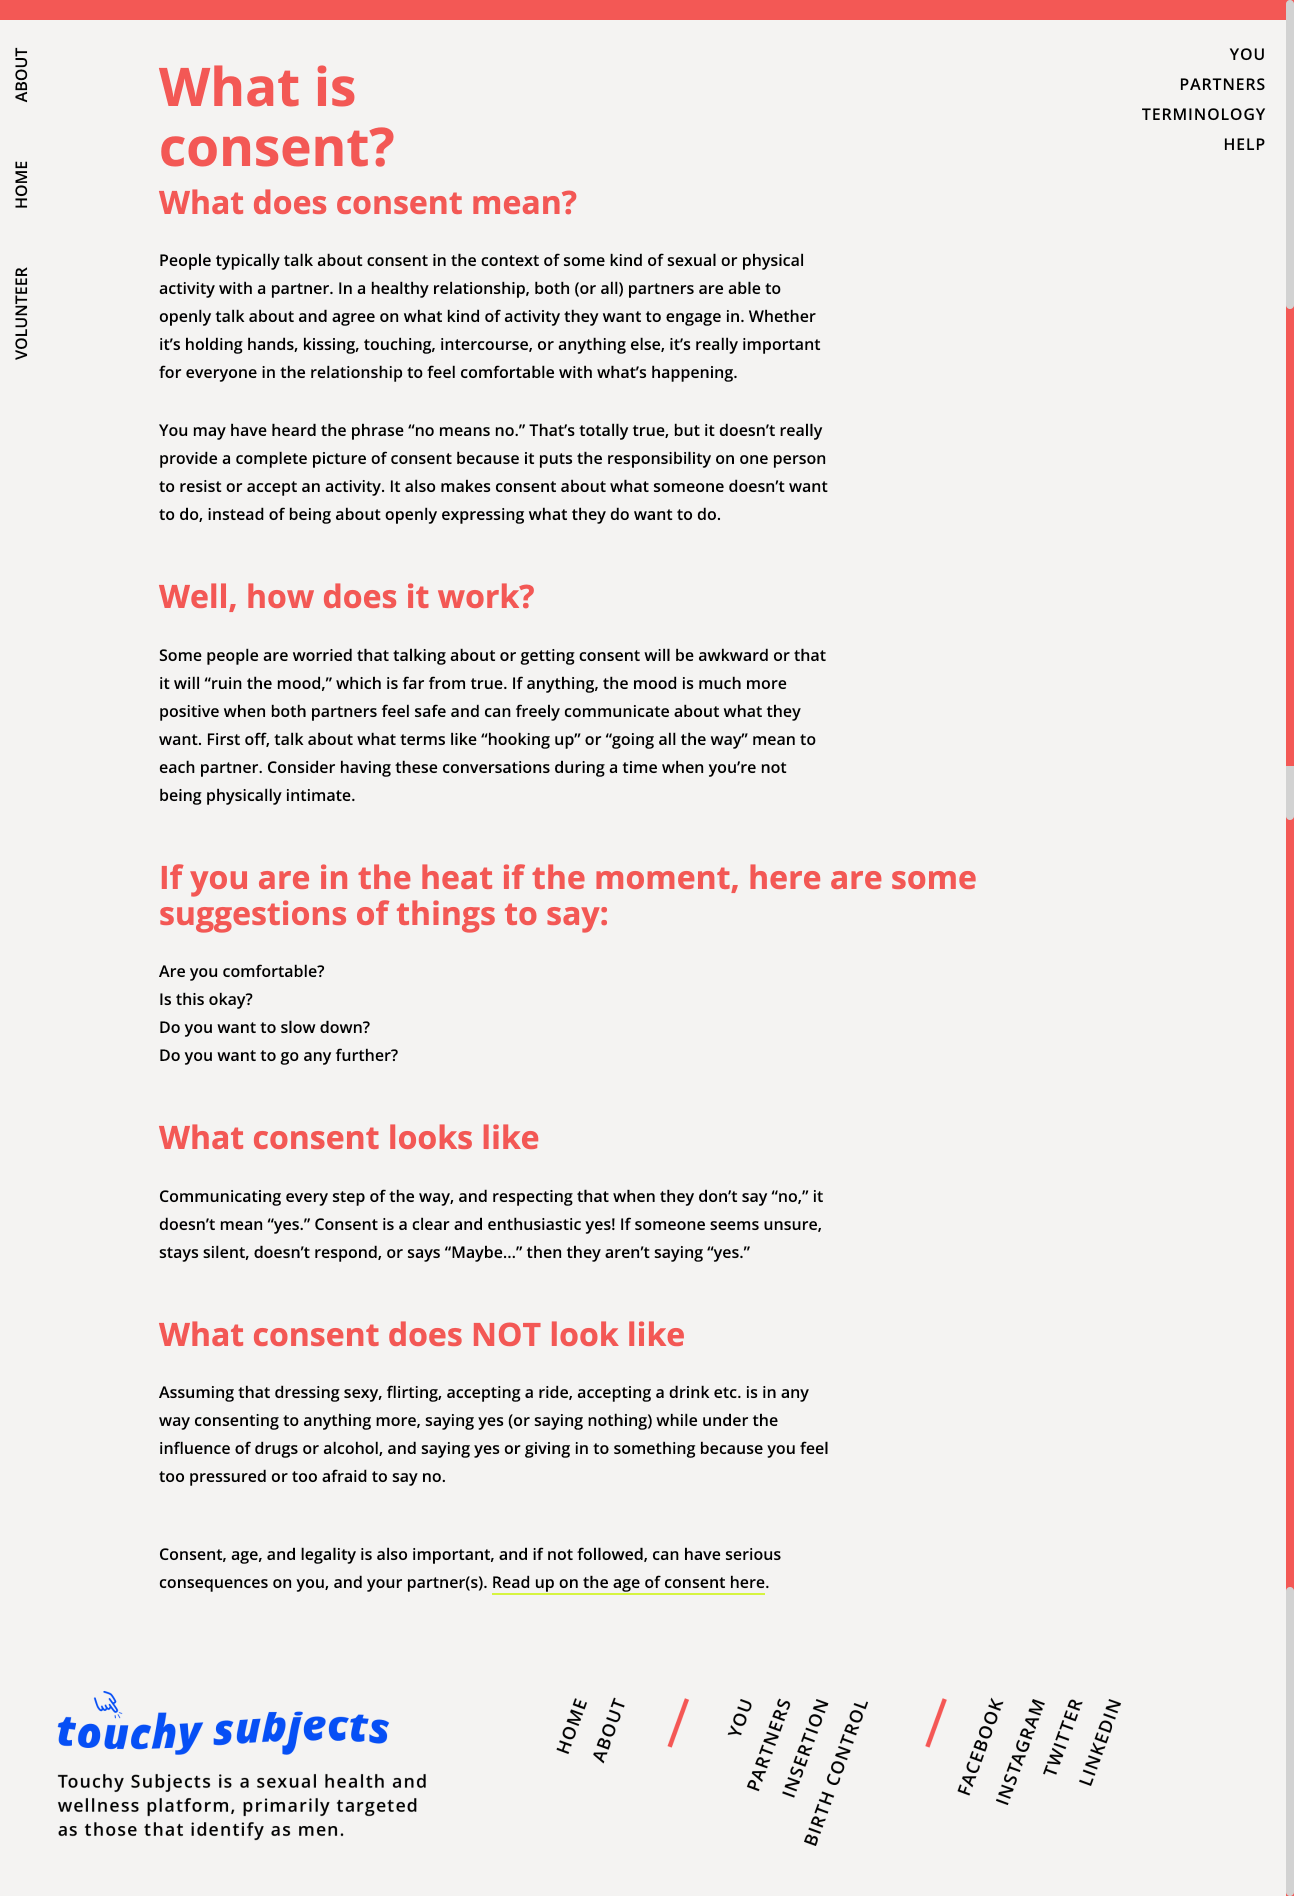 ABOUT
HOME
VOLUNTEER
YOU
PARTNERS
TERMINOLOGY
HELP
What is
consent?
What does consent mean?
People typically talk about consent in the context of some kind of sexual or physical
activity with a partner. In a healthy relationship, both (or all) partners are able to
openly talk about and agree on what kind of activity they want to engage in. Whether
it’s holding hands, kissing, touching, intercourse, or anything else, it’s really important
for everyone in the relationship to feel comfortable with what’s happening.
You may have heard the phrase “no means no.” That’s totally true, but it doesn’t really
provide a complete picture of consent because it puts the responsibility on one person
to resist or accept an activity. It also makes consent about what someone doesn’t want
to do, instead of being about openly expressing what they do want to do.
Well, how does it work?
Some people are worried that talking about or getting consent will be awkward or that
it will “ruin the mood,” which is far from true. If anything, the mood is much more
positive when both partners feel safe and can freely communicate about what they
want. First off, talk about what terms like “hooking up” or “going all the way” mean to
each partner. Consider having these conversations during a time when you’re not
being physically intimate.
If you are in the heat if the moment, here are some
suggestions of things to say:
Are you comfortable?
Is this okay?
Do you want to slow down?
Do you want to go any further?
What consent looks like
Communicating every step of the way, and respecting that when they don’t say “no,” it
doesn’t mean “yes.” Consent is a clear and enthusiastic yes! If someone seems unsure,
stays silent, doesn’t respond, or says “Maybe...” then they aren’t saying “yes.”
What consent does NOT look like
Assuming that dressing sexy, flirting, accepting a ride, accepting a drink etc. is in any
way consenting to anything more, saying yes (or saying nothing) while under the
influence of drugs or alcohol, and saying yes or giving in to something because you feel
too pressured or too afraid to say no.
Consent, age, and legality is also important, and if not followed, can have serious
consequences on you, and your partner(s). Read up on the age of consent here.
touchy subjects
Touchy Subjects is a sexual health and
wellness platform, primarily targeted
as those that identify as men.
HOME
ABOUT
/
YOU
PARTNERS
INSERTION
BIRTH CONTROL
/
FACEBOOK
INSTAGRAM
TWITTER
LINKEDIN